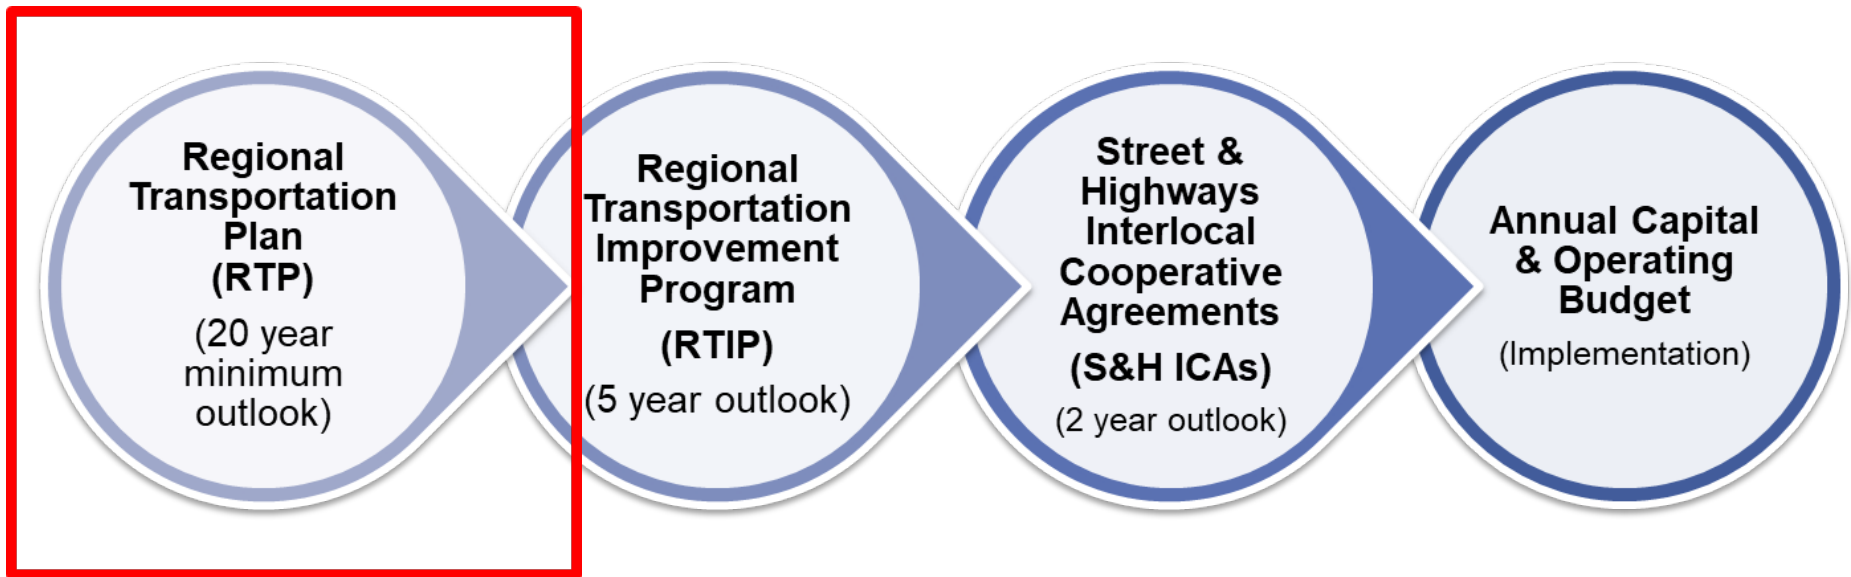 Regional
Transportation
Plan
(RTP)
(20 year
minimum
outlook)
Regional
Transportation
Improvement
Program
(RTIP)
(5 year outlook)
Street &
Highways
Interlocal
Cooperative
Agreements
(S&H ICAs)
(2 year outlook)
Annual Capital
& Operating
Budget
(Implementation)